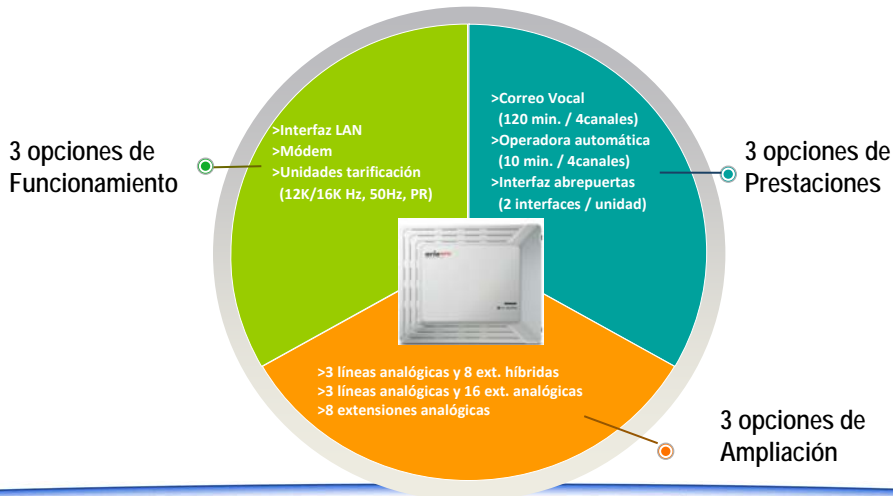 3 opciones de
Funcionamiento
>Interfaz LAN
>Módem
>Unidades tarificación
(12K/16K Hz, 50Hz, PR)
>Correo Vocal
(120 min. / 4canales)
>Operadora automática
(10 min. / 4canales)
>Interfaz abrepuertas
(2 interfaces / unidad)
3 opciones de
Prestaciones
>3 líneas analógicas y 8 ext. híbridas
>3 líneas analógicas y 16 ext. analógicas
>8 extensiones analógicas
3 opciones de
Ampliación